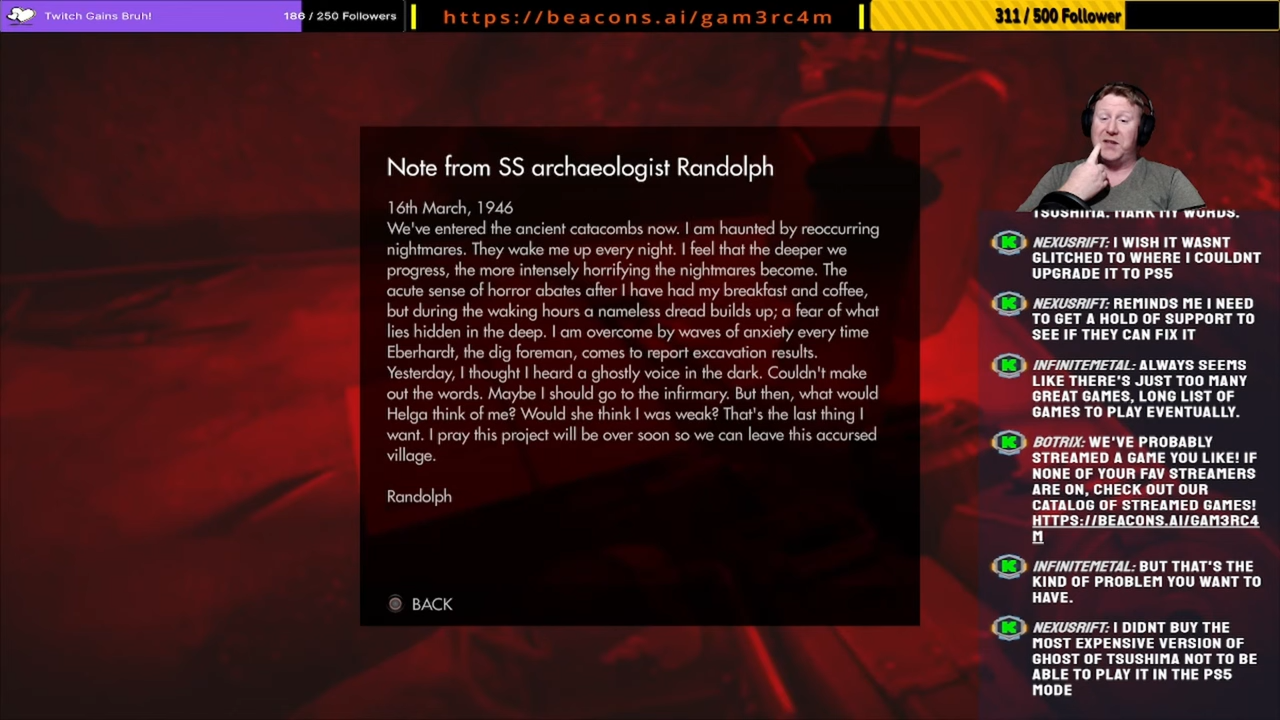 Twitch Gains Bruh!
186 / 250 Followers
https://beacons.ai/gam3rc4m
311 / 500 Follower
Note from SS archaeologist Randolph
16th March, 1946
We've entered the ancient catacombs now. I am haunted by reoccurring
nightmares. They wake me up every night. I feel that the deeper we
progress, the more intensely horrifying the nightmares become. The
acute sense of horror abates after I have had my breakfast and coffee,
but during the waking hours a nameless dread builds up; a fear of what
lies hidden in the deep. I am overcome by waves of anxiety every time
Eberhardt, the dig foreman, comes to report excavation results.
Yesterday, I thought I heard a ghostly voice in the dark. Couldn't make
out the words. Maybe I should go to the infirmary. But then, what would
Helga think of me? Would she think I was weak? That's the last thing I
want. I pray this project will be over soon so we can leave this accursed
village.
Randolph
BACK
TSUSHIMA. MARK MY WORDS.
NEXUSRIFT: I WISH IT WASNT
GLITCHED TO WHERE I COULDNT
UPGRADE IT TO PS5
NEXUSRIFT: REMINDS ME I NEED
TO GET A HOLD OF SUPPORT TO
SEE IF THEY CAN FIX IT
INFINITEMETAL: ALWAYS SEEMS
LIKE THERE'S JUST TOO MANY
GREAT GAMES, LONG LIST OF
GAMES TO PLAY EVENTUALLY.
BOTRIX: WE'VE PROBABLY
STREAMED A GAME YOU LIKE! IF
NONE OF YOUR FAV STREAMERS
ARE ON, CHECK OUT OUR
CATALOG OF STREAMED GAMES!
HTTPS://BEACONS.AI/GAM3RC4
M
INFINITEMETAL: BUT THAT'S THE
KIND OF PROBLEM YOU WANT TO
HAVE.
NEXUSRIFT: I DIDNT BUY THE
MOST EXPENSIVE VERSION OF
GHOST OF TSUSHIMA NOT TO BE
ABLE TO PLAY IT IN THE PS5
MODE